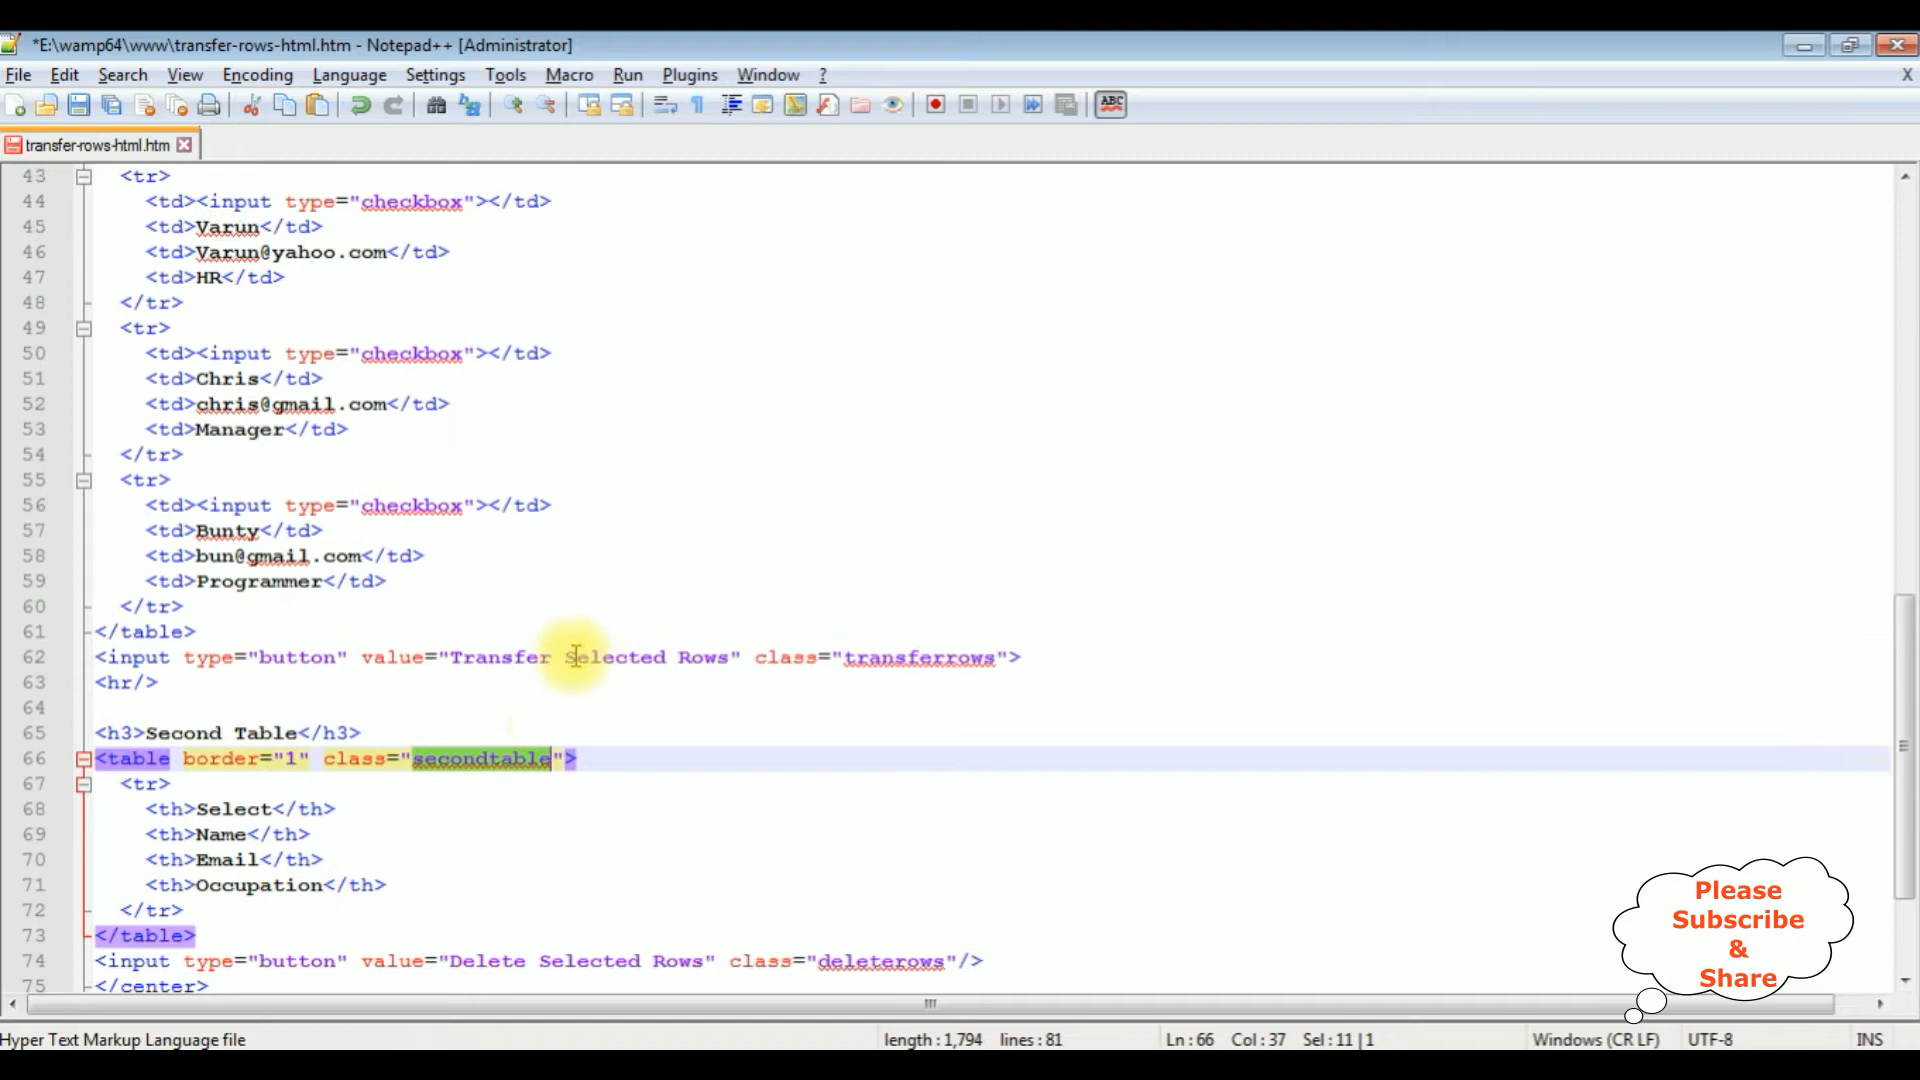 *E:\wamp64\www\transfer-rows-html.htm - Notepad++ [Administrator]
File Edit Search View Encoding Language Settings Tools Macro Run Plugins Window ? X
ABC
transfer-rows-html.htm
43 <tr>
44 <td><input type="checkbox"></td>
45 <td>Varun</td>
46 <td>Varun@yahoo.com</td>
47 <td>HR</td>
48 </tr>
49 <tr>
50 <td><input type="checkbox"></td>
51 <td>Chris</td>
52 <td>chris@gmail.com</td>
53 <td>Manager</td>
54 </tr>
55 <tr>
56 <td><input type="checkbox"></td>
57 <td>Bunty</td>
58 <td>bun@gmail.com</td>
59 <td>Programmer</td>
60 </tr>
61 </table>
62 <input type="button" value="Transfer Selected Rows" class="transferrows">
63 <hr/>
64
65 <h3>Second Table</h3>
66 <table border="1" class="secondtable">
67 <tr>
68 <th>Select</th>
69 <th>Name</th>
70 <th>Email</th>
71 <th>Occupation</th>
72 </tr>
73 </table>
74 <input type="button" value="Delete Selected Rows" class="deleterows"/>
75 </center>
Please
Subscribe
&
Share
Hyper Text Markup Language file length : 1,794 lines : 81 Ln : 66 Col : 37 Sel : 11 | 1 Windows (CR LF) UTF-8 INS